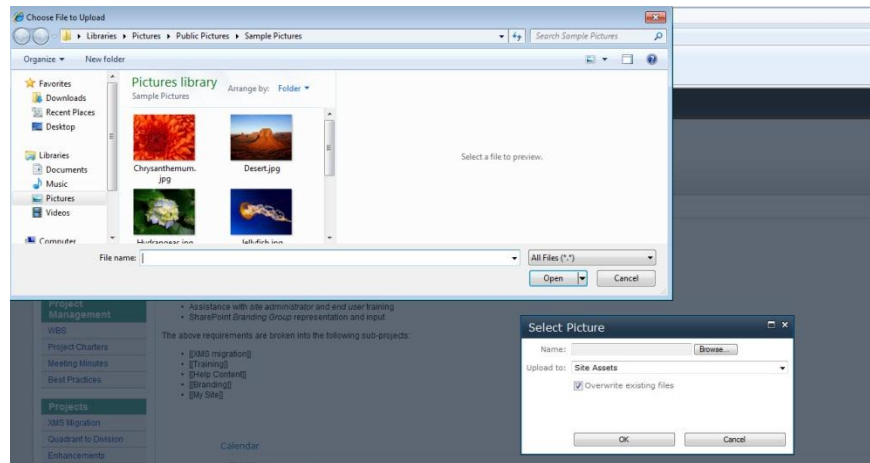 Choose File to Upload
Libraries ▸ Pictures ▸ Public Pictures ▸ Sample Pictures
Search Sample Pictures
Organize
New folder
Favorites
Downloads
Recent Places
Desktop
Libraries
Documents
Music
Pictures
Videos
Computer
Pictures library
Sample Pictures
Arrange by: Folder
Chrysanthemum.
jpg
Desert.jpg
Hydrangeas.jpg
Jellyfish.jpg
Select a file to preview.
File name:
All Files (*.*)
Open
Cancel
Project
Management
WBS
Project Charters
Meeting Minutes
Best Practices
Projects
XMS Migration
Quadrant to Division
Enhancements
• Assistance with site administrator and end user training
• SharePoint Branding Group representation and input
The above requirements are broken into the following sub-projects:
• [[XMS migration]]
• [[Training]]
• [[Help Content]]
• [[Branding]]
• [[My Site]]
Calendar
Select Picture
Name:
Browse...
Upload to: Site Assets
Overwrite existing files
OK
Cancel